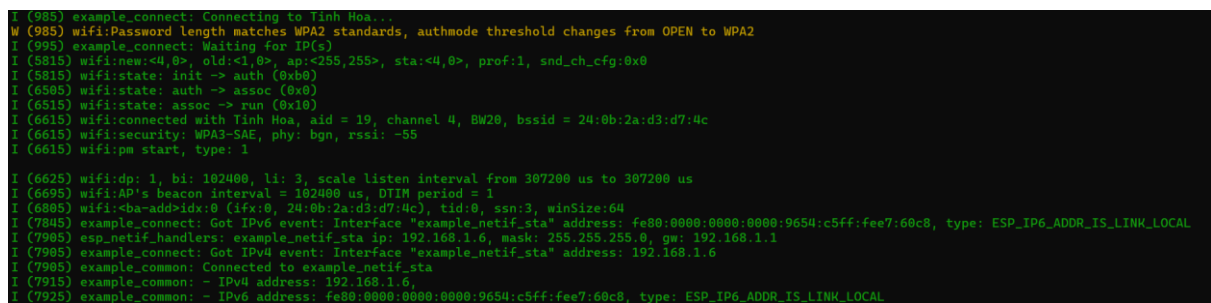 I (985) example_connect: Connecting to Tinh Hoa...
W (985) wifi:Password length matches WPA2 standards, authmode threshold changes from OPEN to WPA2
I (995) example_connect: Waiting for IP(s)
I (5815) wifi:new:<4,0>, old:<1,0>, ap:<255,255>, sta:<4,0>, prof:1, snd_ch_cfg:0x0
I (5815) wifi:state: init -> auth (0xb0)
I (6505) wifi:state: auth -> assoc (0x0)
I (6515) wifi:state: assoc -> run (0x10)
I (6615) wifi:connected with Tinh Hoa, aid = 19, channel 4, BW20, bssid = 24:0b:2a:d3:d7:4c
I (6615) wifi:security: WPA3-SAE, phy: bgn, rssi: -55
I (6615) wifi:pm start, type: 1
I (6625) wifi:dp: 1, bi: 102400, li: 3, scale listen interval from 307200 us to 307200 us
I (6695) wifi:AP's beacon interval = 102400 us, DTIM period = 1
I (6805) wifi:<ba-add>idx:0 (ifx:0, 24:0b:2a:d3:d7:4c), tid:0, ssn:3, winSize:64
I (7845) example_connect: Got IPv6 event: Interface "example_netif_sta" address: fe80:0000:0000:0000:9654:c5ff:fee7:60c8, type: ESP_IP6_ADDR_IS_LINK_LOCAL
I (7905) esp_netif_handlers: example_netif_sta ip: 192.168.1.6, mask: 255.255.255.0, gw: 192.168.1.1
I (7905) example_connect: Got IPv4 event: Interface "example_netif_sta" address: 192.168.1.6
I (7905) example_common: Connected to example_netif_sta
I (7915) example_common: - IPv4 address: 192.168.1.6,
I (7925) example_common: - IPv6 address: fe80:0000:0000:0000:9654:c5ff:fee7:60c8, type: ESP_IP6_ADDR_IS_LINK_LOCAL